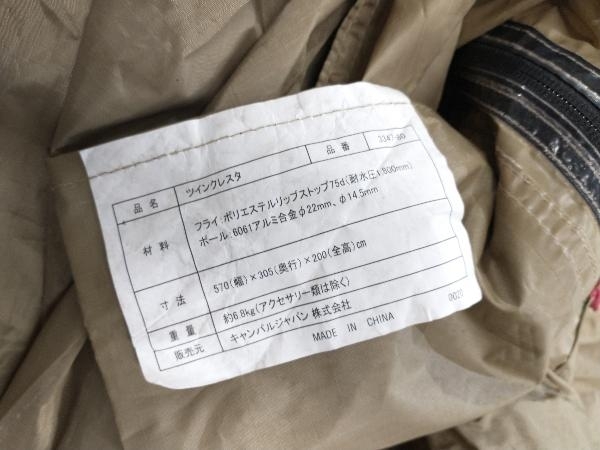 品名 ツインクレスタ 品番 3347-80
材料 フライ:ポリエステルリップストップ75d(耐水圧1,800mm)
ポール:6061アルミ合金φ22mm、φ14.5mm
寸法 570(幅)×305(奥行)×200(全高)cm
重量 約6.8kg(アクセサリー類は除く)
販売元 キャンパルジャパン 株式会社
MADE IN CHINA